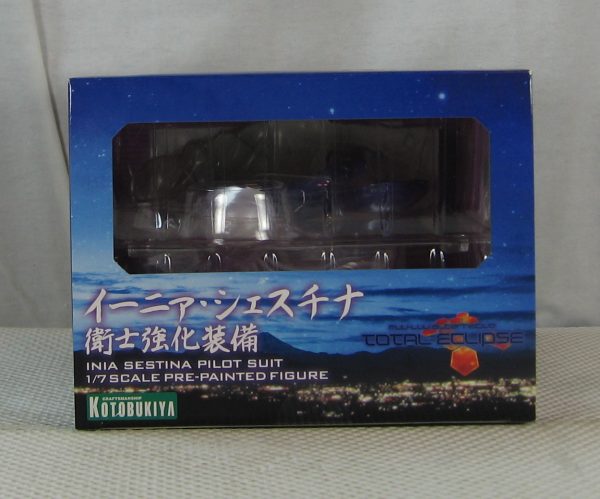 イーニァ・シェスチナ
衛士強化装備
INIA SESTINA PILOT SUIT
1/7 SCALE PRE-PAINTED FIGURE
CRAFTSMANSHIP
KOTOBUKIYA
TOTAL ECLIPSE